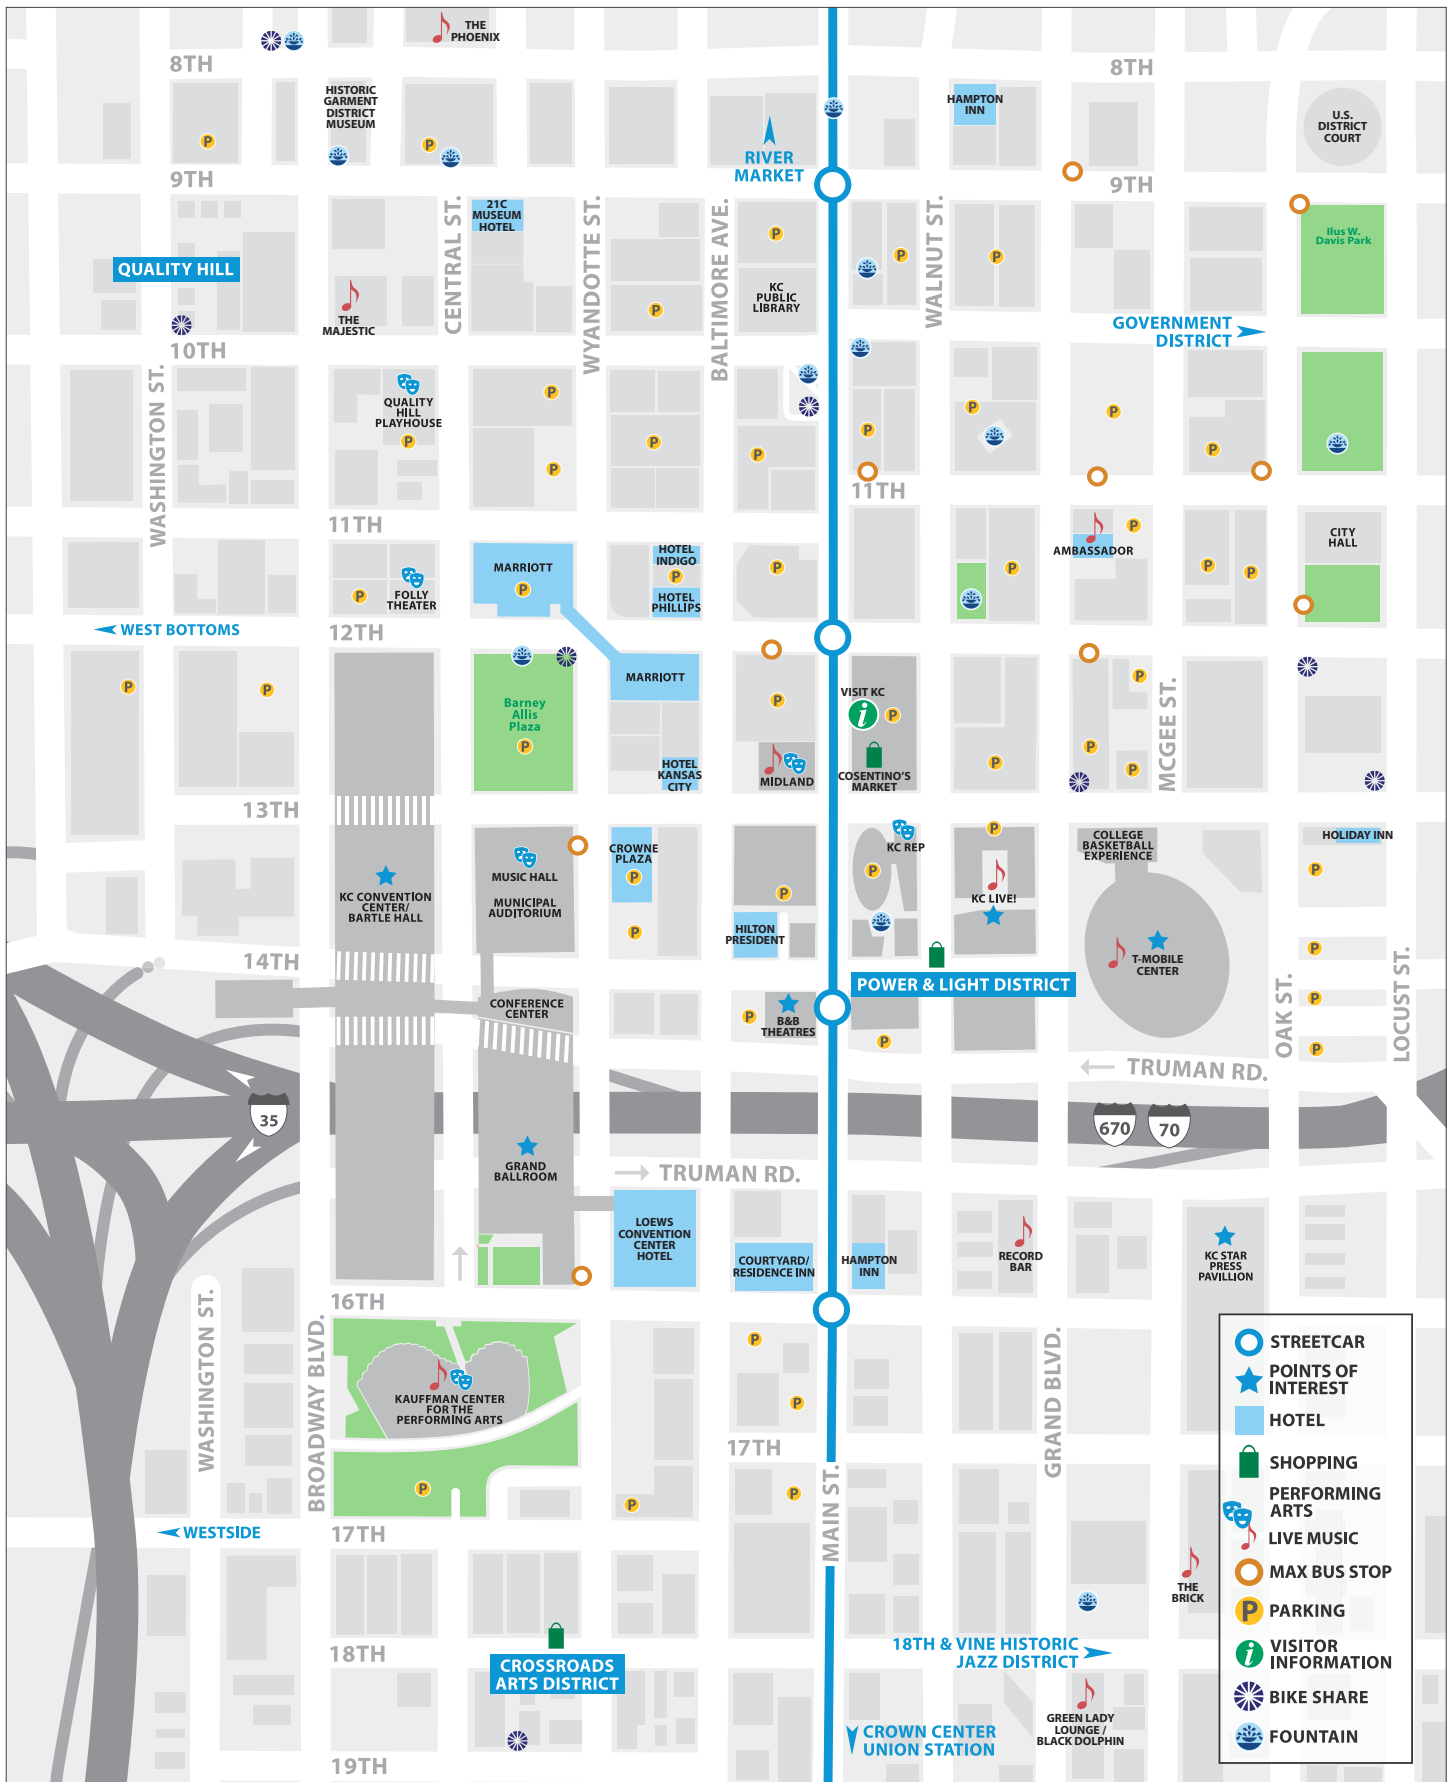 THE
PHOENIX
8TH
8TH
HISTORIC
GARMENT
DISTRICT
MUSEUM
HAMPTON
INN
U.S.
DISTRICT
COURT
P
P
RIVER
MARKET
9TH
9TH
21C
MUSEUM
HOTEL
CENTRAL ST.
WYANDOTTE ST.
BALTIMORE AVE.
WALNUT ST.
P
P
P
P
Ilus W.
Davis Park
QUALITY HILL
KC
PUBLIC
LIBRARY
THE
MAJESTIC
GOVERNMENT
DISTRICT
10TH
WASHINGTON ST.
QUALITY
HILL
PLAYHOUSE
P
P
P
P
P
P
P
P
P
11TH
11TH
MARRIOTT
P
HOTEL
INDIGO
P
HOTEL
PHILLIPS
P
P
AMBASSADOR
P
P
P
CITY
HALL
FOLLY
THEATER
P
WEST BOTTOMS
12TH
P
P
Barney
Allis
Plaza
P
MARRIOTT
HOTEL
KANSAS
CITY
P
MIDLAND
VISIT KC
i
P
COSENTINO'S
MARKET
P
P
P
P
MCGEE ST.
13TH
KC CONVENTION
CENTER/
BARTLE HALL
MUSIC HALL
MUNICIPAL
AUDITORIUM
CROWNE
PLAZA
P
P
P
HILTON
PRESIDENT
KC REP
P
P
KC LIVE!
COLLEGE
BASKETBALL
EXPERIENCE
HOLIDAY INN
P
P
P
P
T-MOBILE
CENTER
14TH
POWER & LIGHT DISTRICT
CONFERENCE
CENTER
P
B&B
THEATRES
P
OAK ST.
LOCUST ST.
TRUMAN RD.
35
670
70
GRAND
BALLROOM
TRUMAN RD.
LOEWS
CONVENTION
CENTER
HOTEL
COURTYARD/
RESIDENCE INN
HAMPTON
INN
RECORD
BAR
KC STAR
PRESS
PAVILION
16TH
WASHINGTON ST.
BROADWAY BLVD.
KAUFFMAN CENTER
FOR THE
PERFORMING ARTS
P
P
P
P
P
17TH
GRAND BLVD.
MAIN ST.
WESTSIDE
17TH
THE
BRICK
18TH
CROSSROADS
ARTS DISTRICT
18TH & VINE HISTORIC
JAZZ DISTRICT
GREEN LADY
LOUNGE /
BLACK DOLPHIN
CROWN CENTER
UNION STATION
19TH
STREETCAR
POINTS OF
INTEREST
HOTEL
SHOPPING
PERFORMING
ARTS
LIVE MUSIC
MAX BUS STOP
P
PARKING
i
VISITOR
INFORMATION
BIKE SHARE
FOUNTAIN